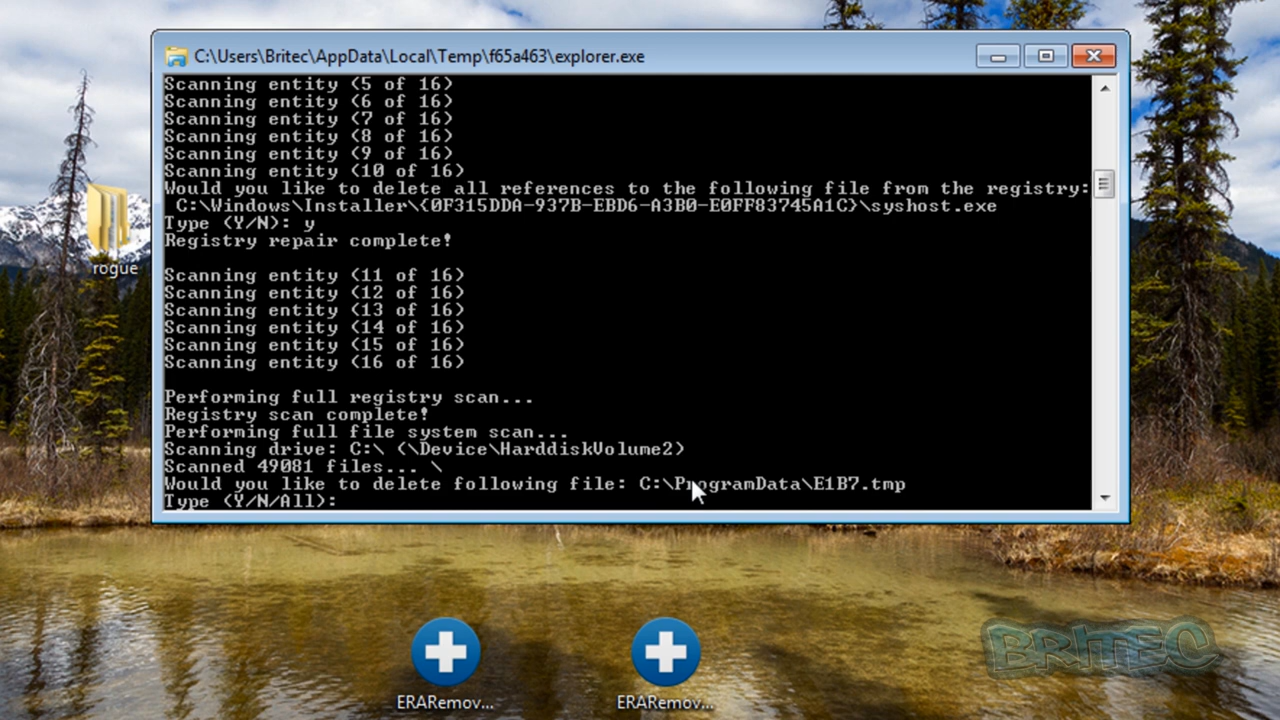 C:\Users\Britec\AppData\Local\Temp\f65a463\explorer.exe
Scanning entity (5 of 16)
Scanning entity (6 of 16)
Scanning entity (7 of 16)
Scanning entity (8 of 16)
Scanning entity (9 of 16)
Scanning entity (10 of 16)
Would you like to delete all references to the following file from the registry:
C:\Windows\Installer\{0F315DDA-937B-EBD6-A3B0-E0FF83745A1C}\syshost.exe
Type (Y/N): y
Registry repair complete!
Scanning entity (11 of 16)
Scanning entity (12 of 16)
Scanning entity (13 of 16)
Scanning entity (14 of 16)
Scanning entity (15 of 16)
Scanning entity (16 of 16)
Performing full registry scan...
Registry scan complete!
Performing full file system scan...
Scanning drive: C:\ (\Device\HarddiskVolume2)
Scanned 49081 files... \
Would you like to delete following file: C:\ProgramData\E1B7.tmp
Type (Y/N/All):
rogue
ERARemov...
ERARemov...
BRITEC